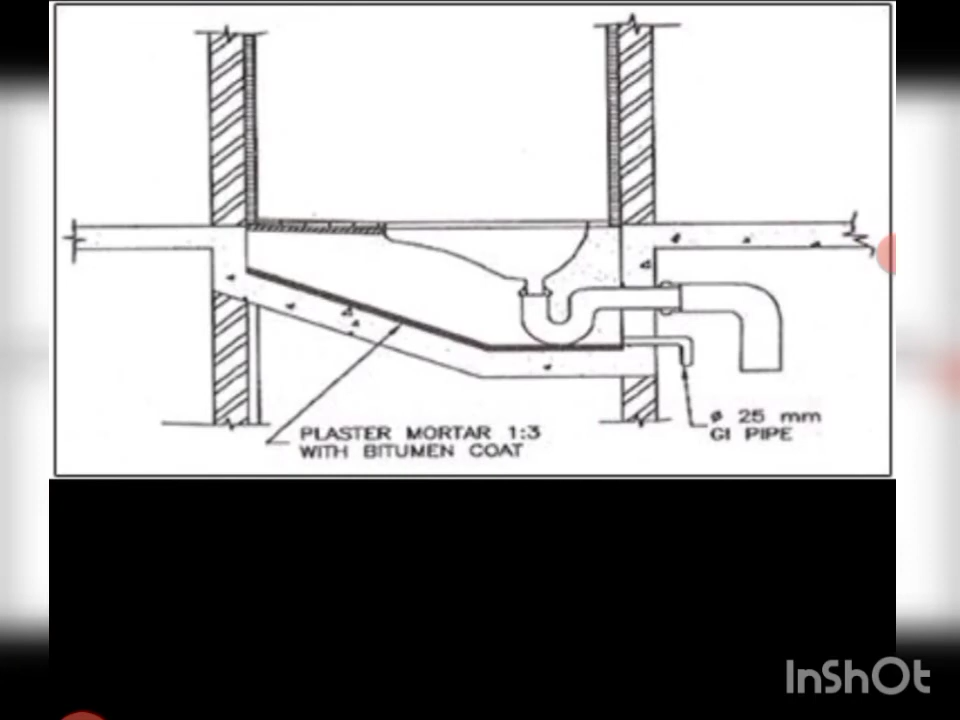 PLASTER MORTAR 1:3
WITH BITUMEN COAT
ø 25 mm
GI PIPE
InShOt